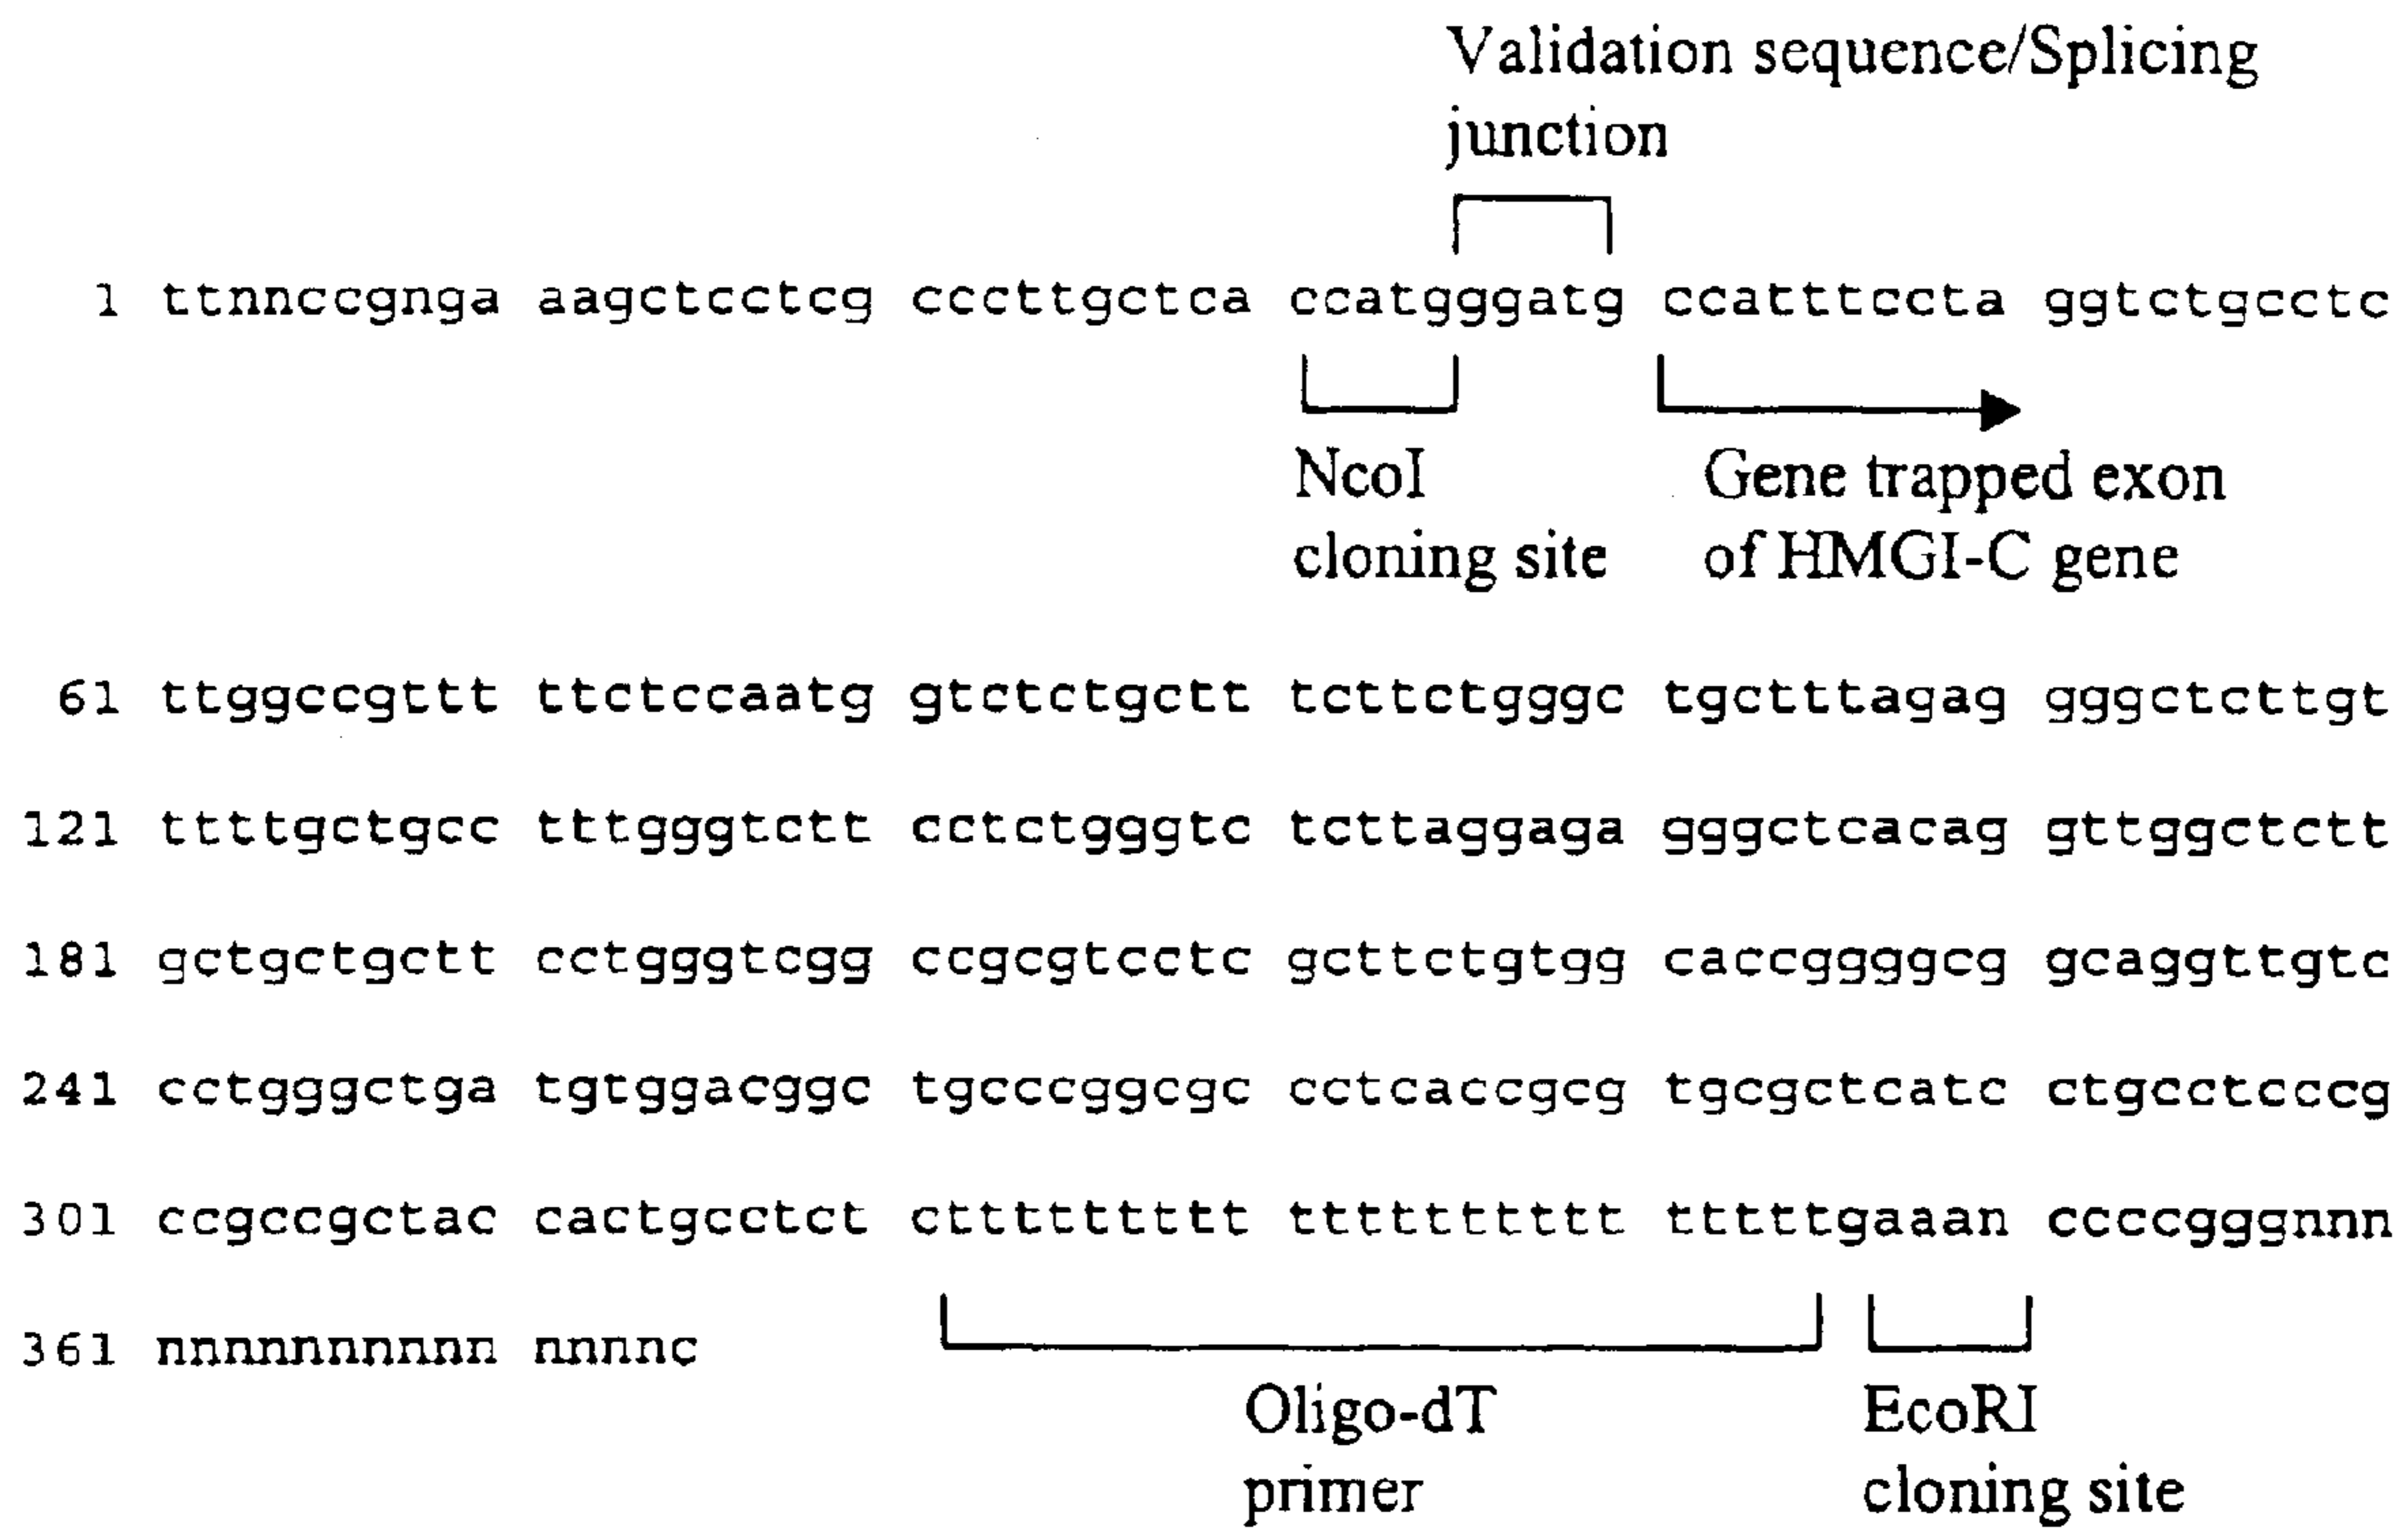 Validation sequence/Splicing
junction
1 ttnnccgnga aagctcctcg cccttgctca ccatgggatg ccatttccta ggtctgcctc
NcoI
cloning site
Gene trapped exon
of HMGI-C gene
61 ttggccgttt ttctccaatg gtctctgctt tcttctgggc tgctttagag gggctcttgt
121 ttttgctgcc tttgggtctt cctctgggtc tcttaggaga gggctcacag gttggctctt
181 gctgctgctt cctgggtcgg ccgcgtcctc gcttctgtgg caccggggcg gcaggttgtc
241 cctgggctga tgtggacggc tgcccggcgc cctcaccgcg tgcgctcatc ctgcctcccg
301 ccgccgctac cactgcctct cttttttttt tttttttttt tttttgaaan ccccgggnnn
361 nnnnnnnnnn nnnnc
Oligo-dT
primer
EcoRI
cloning site